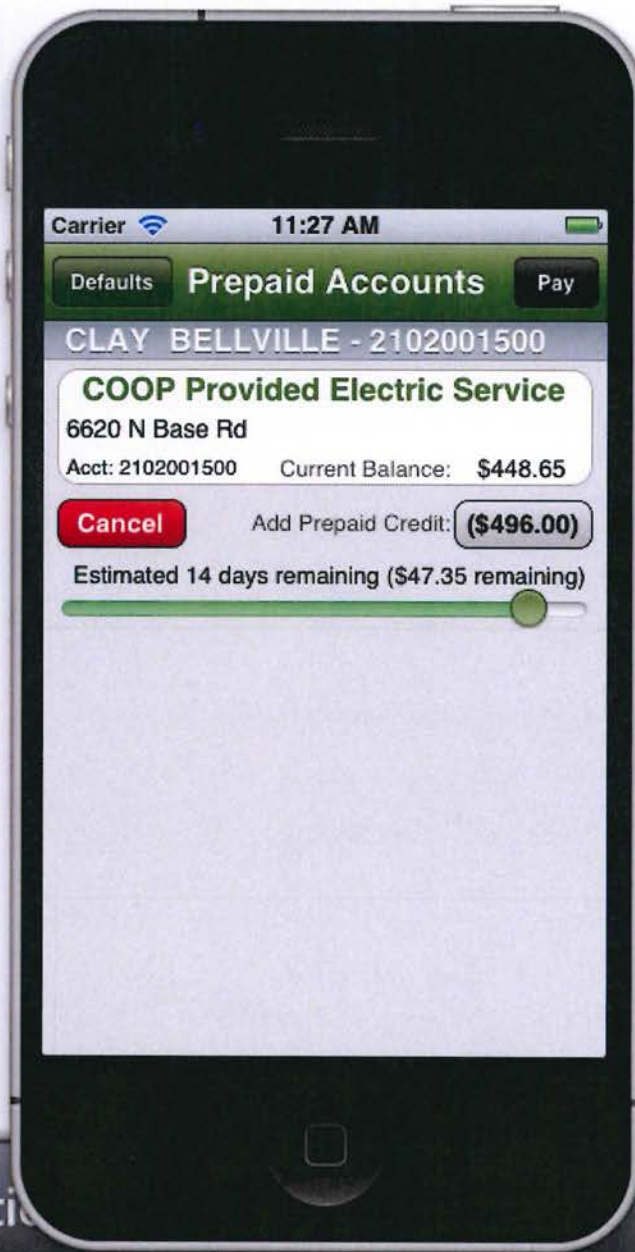 Carrier 11:27 AM
Defaults Prepaid Accounts Pay
CLAY BELLVILLE - 2102001500
COOP Provided Electric Service
6620 N Base Rd
Acct: 2102001500 Current Balance: $448.65
Cancel Add Prepaid Credit: ($496.00)
Estimated 14 days remaining ($47.35 remaining)